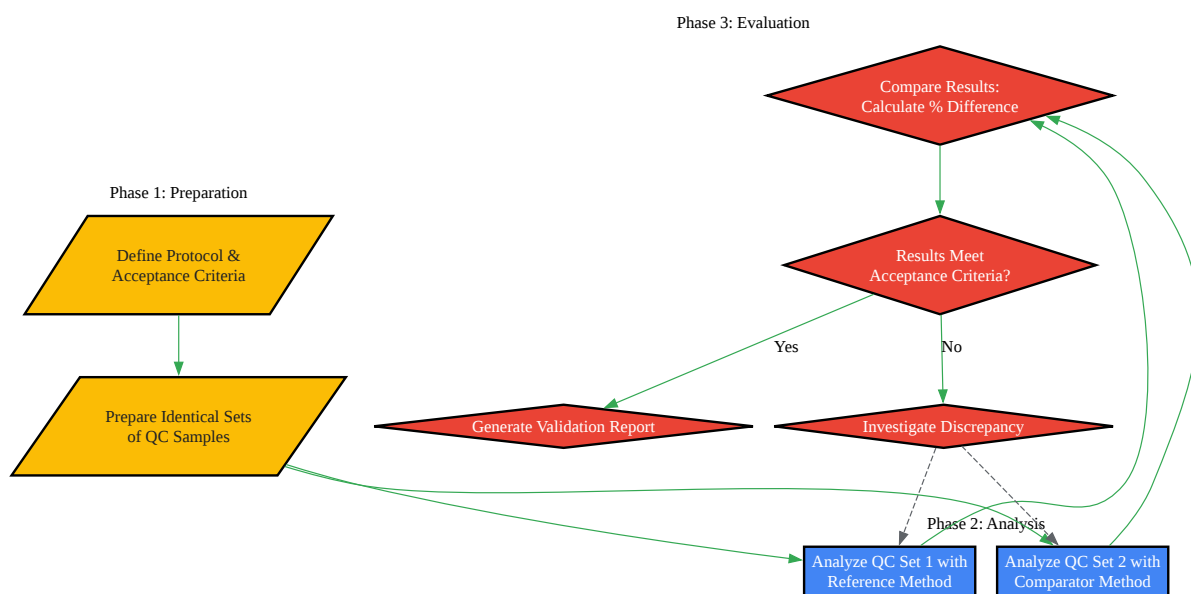 Phase 3: Evaluation
Compare Results:
Calculate % Difference
Phase 1: Preparation
Define Protocol &
Acceptance Criteria
Results Meet
Acceptance Criteria?
Yes
No
Prepare Identical Sets
of QC Samples
Generate Validation Report
Investigate Discrepancy
Phase 2: Analysis
Analyze QC Set 1 with
Reference Method
Analyze QC Set 2 with
Comparator Method